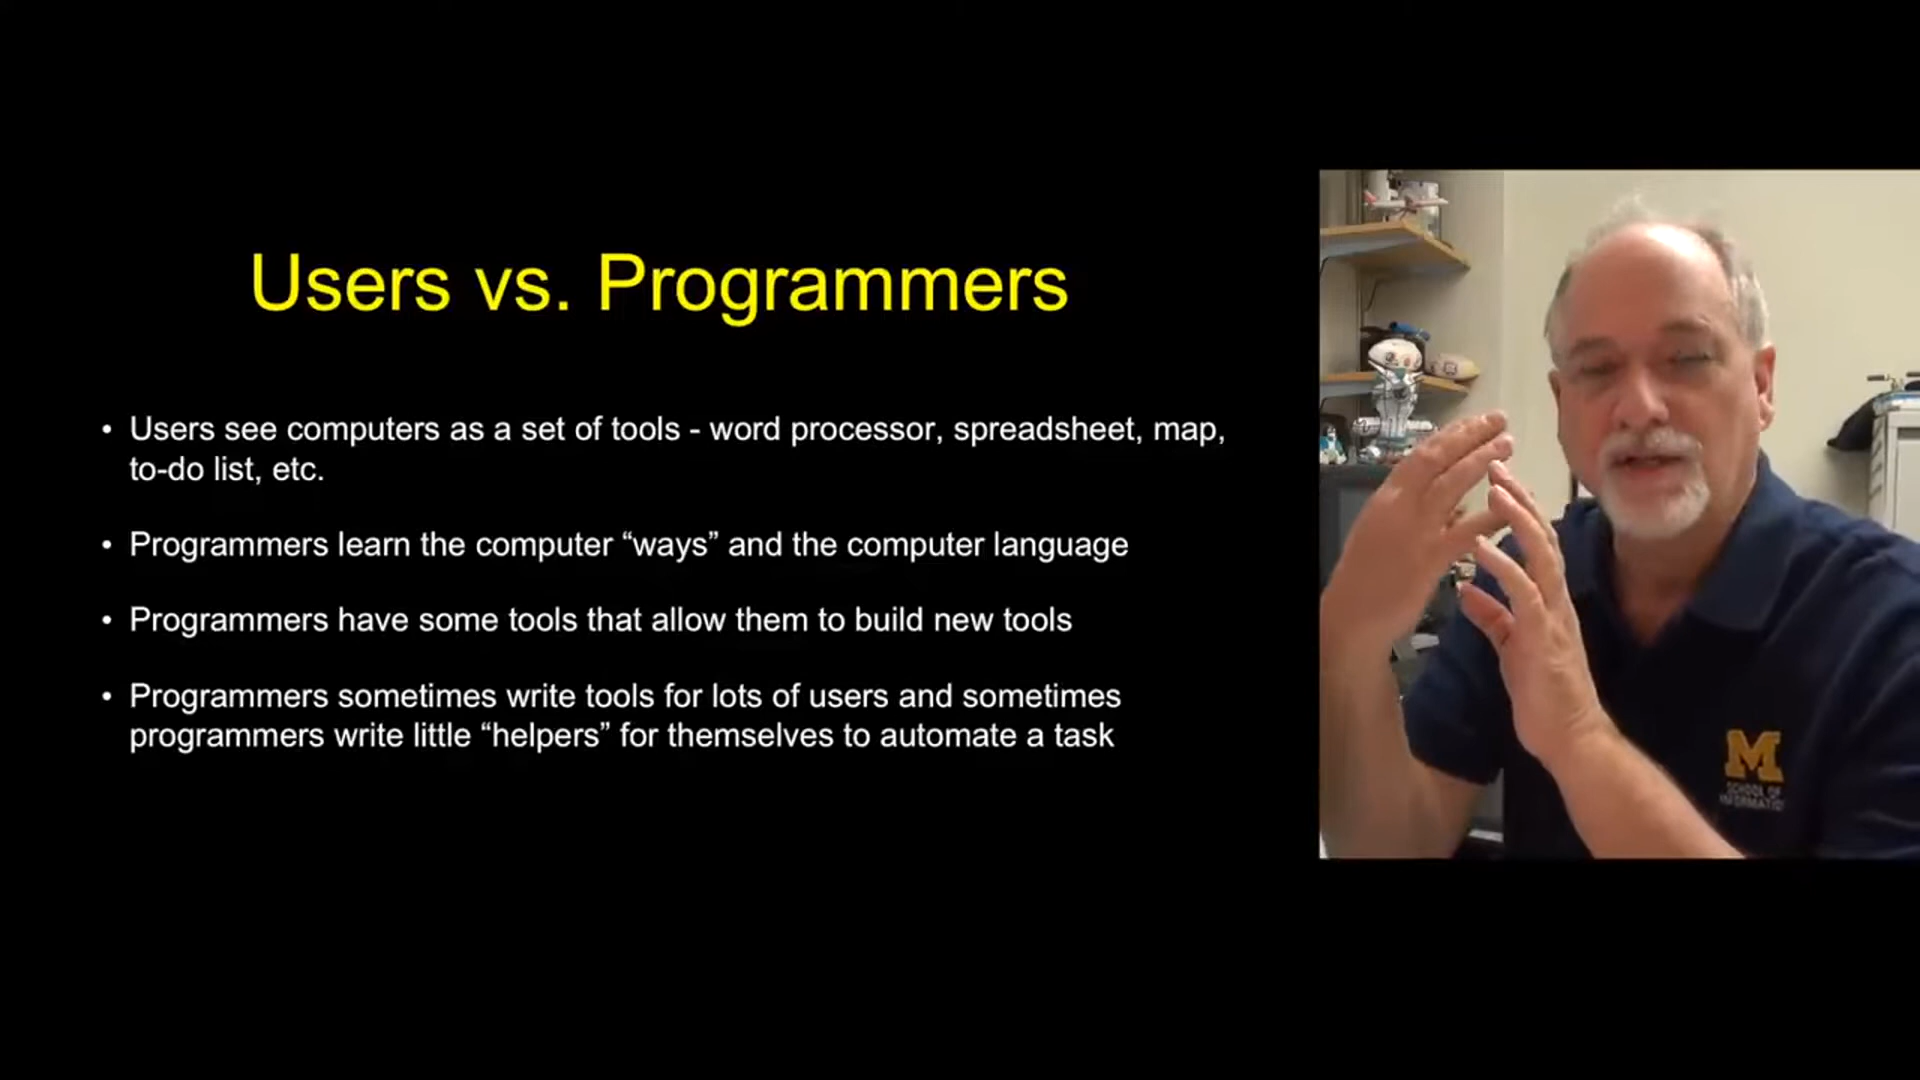 Users vs. Programmers
• Users see computers as a set of tools - word processor, spreadsheet, map,
to-do list, etc.
• Programmers learn the computer “ways” and the computer language
• Programmers have some tools that allow them to build new tools
• Programmers sometimes write tools for lots of users and sometimes
programmers write little “helpers” for themselves to automate a task
M
SCHOOL OF
INFORMATIO